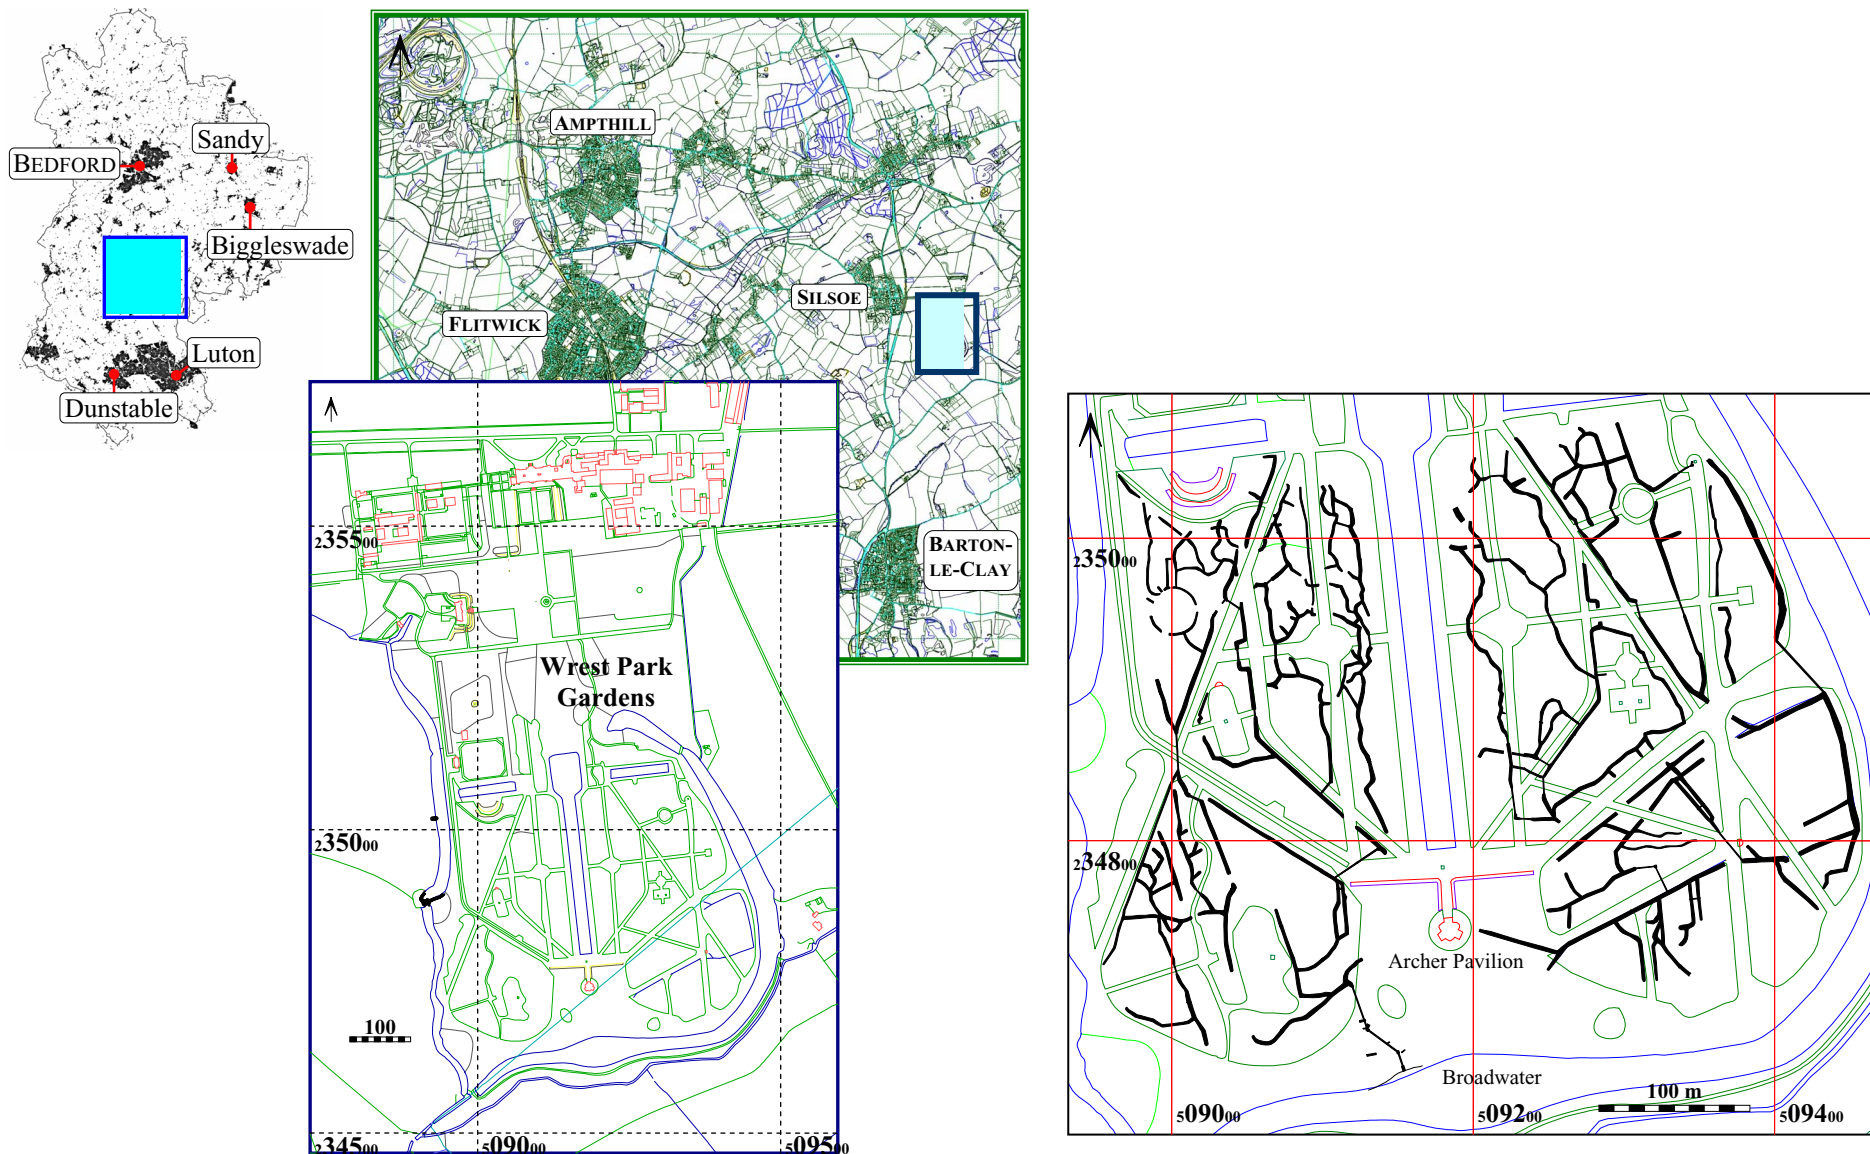 Sandy
BEDFORD
Biggleswade
Luton
Dunstable
AMPTHILL
SILSOE
FLITWICK
BARTON-
LE-CLAY
235500
Wrest Park
Gardens
235000
100
234500
509000
509500
235000
234800
Archer Pavilion
Broadwater
100 m
509000
509200
509400